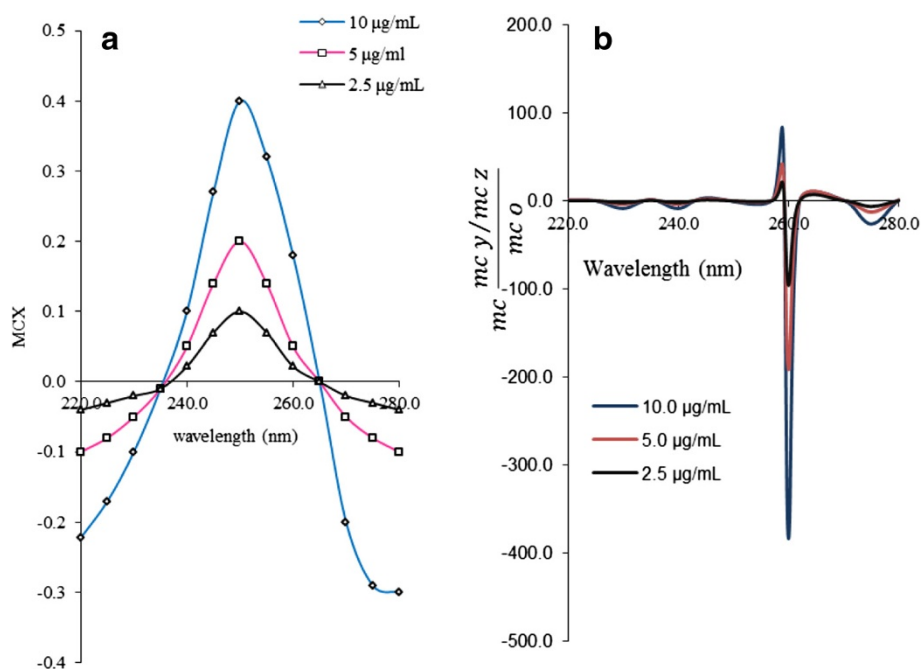 a
10 µg/mL
5 µg/ml
2.5 µg/mL
0.5
0.4
0.3
0.2
0.1
0.0
-0.1
-0.2
-0.3
-0.4
MCX
220.0 240.0 260.0 280.0
wavelength (nm)
b
200.0
100.0
0.0
-100.0
-200.0
-300.0
-400.0
-500.0
mc y/mc z
mc
mc o
220.0 240.0 260.0 280.0
Wavelength (nm)
10.0 µg/mL
5.0 µg/mL
2.5 µg/mL